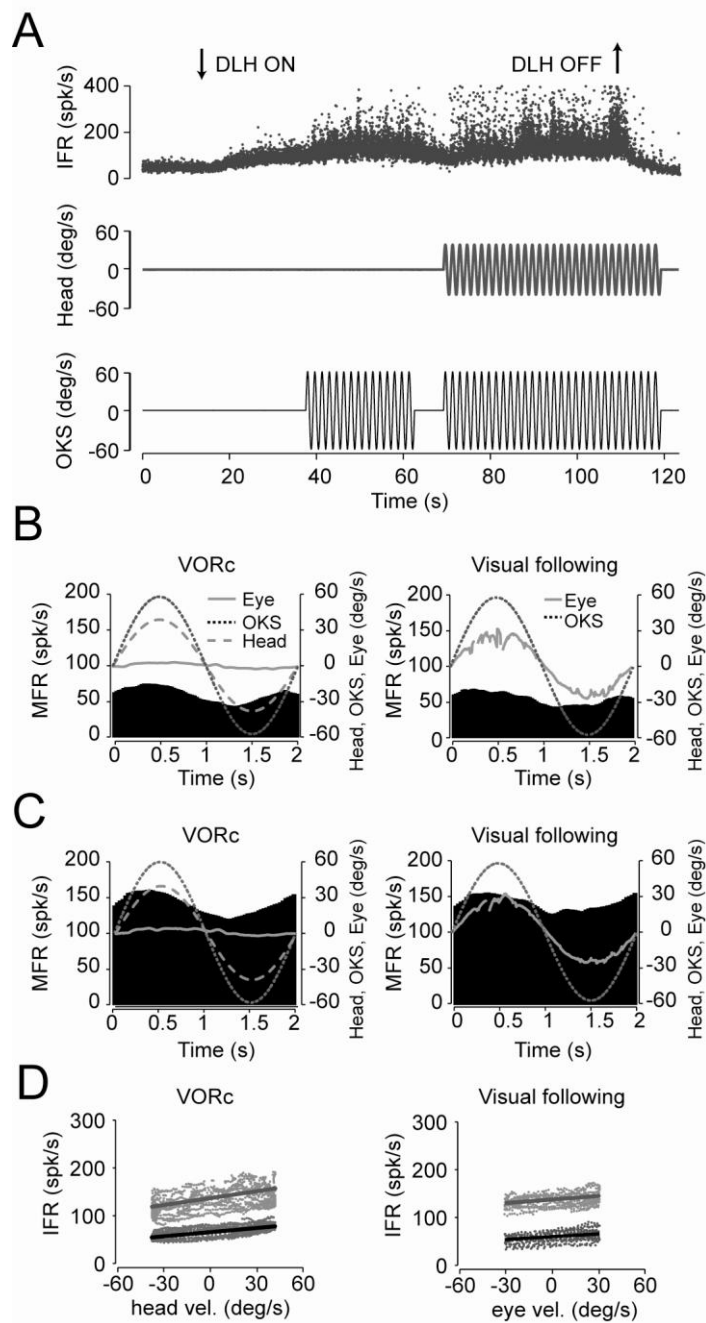 A
DLH ON
DLH OFF
IFR (spk/s)
400
200
0
Head (deg/s)
60
0
-60
OKS (deg/s)
60
0
-60
0 20 40 60 80 100 120
Time (s)
B
VORc
MFR (spk/s)
200
150
100
50
0
Eye
OKS
Head
60
30
0
-30
-60
Head, OKS, Eye (deg/s)
0 0.5 1 1.5 2
Time (s)
Visual following
MFR (spk/s)
200
150
100
50
0
Eye
OKS
60
30
0
-30
-60
Head, OKS, Eye (deg/s)
0 0.5 1 1.5 2
Time (s)
C
VORc
MFR (spk/s)
200
150
100
50
0
60
30
0
-30
-60
Head, OKS, Eye (deg/s)
0 0.5 1 1.5 2
Time (s)
Visual following
MFR (spk/s)
200
150
100
50
0
60
30
0
-30
-60
Head, OKS, Eye (deg/s)
0 0.5 1 1.5 2
Time (s)
D
VORc
IFR (spk/s)
300
200
100
0
-60 -30 0 30 60
head vel. (deg/s)
Visual following
IFR (spk/s)
300
200
100
0
-60 -30 0 30 60
eye vel. (deg/s)